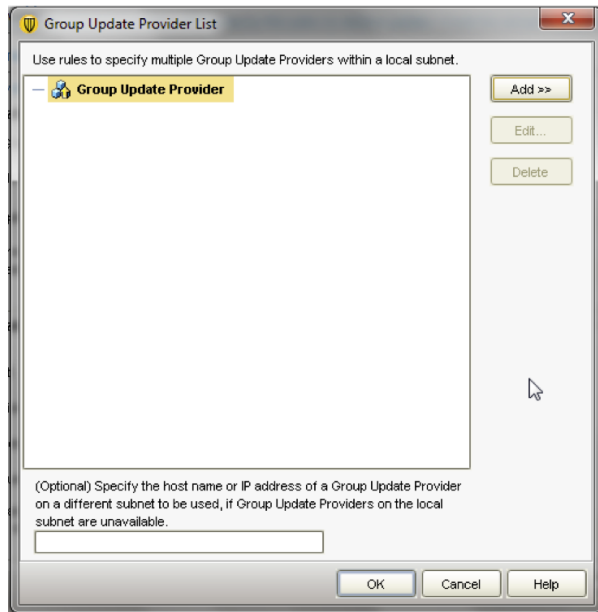 Group Update Provider List
Use rules to specify multiple Group Update Providers within a local subnet.
Group Update Provider
Add >>
Edit...
Delete
(Optional) Specify the host name or IP address of a Group Update Provider
on a different subnet to be used, if Group Update Providers on the local
subnet are unavailable.
OK
Cancel
Help